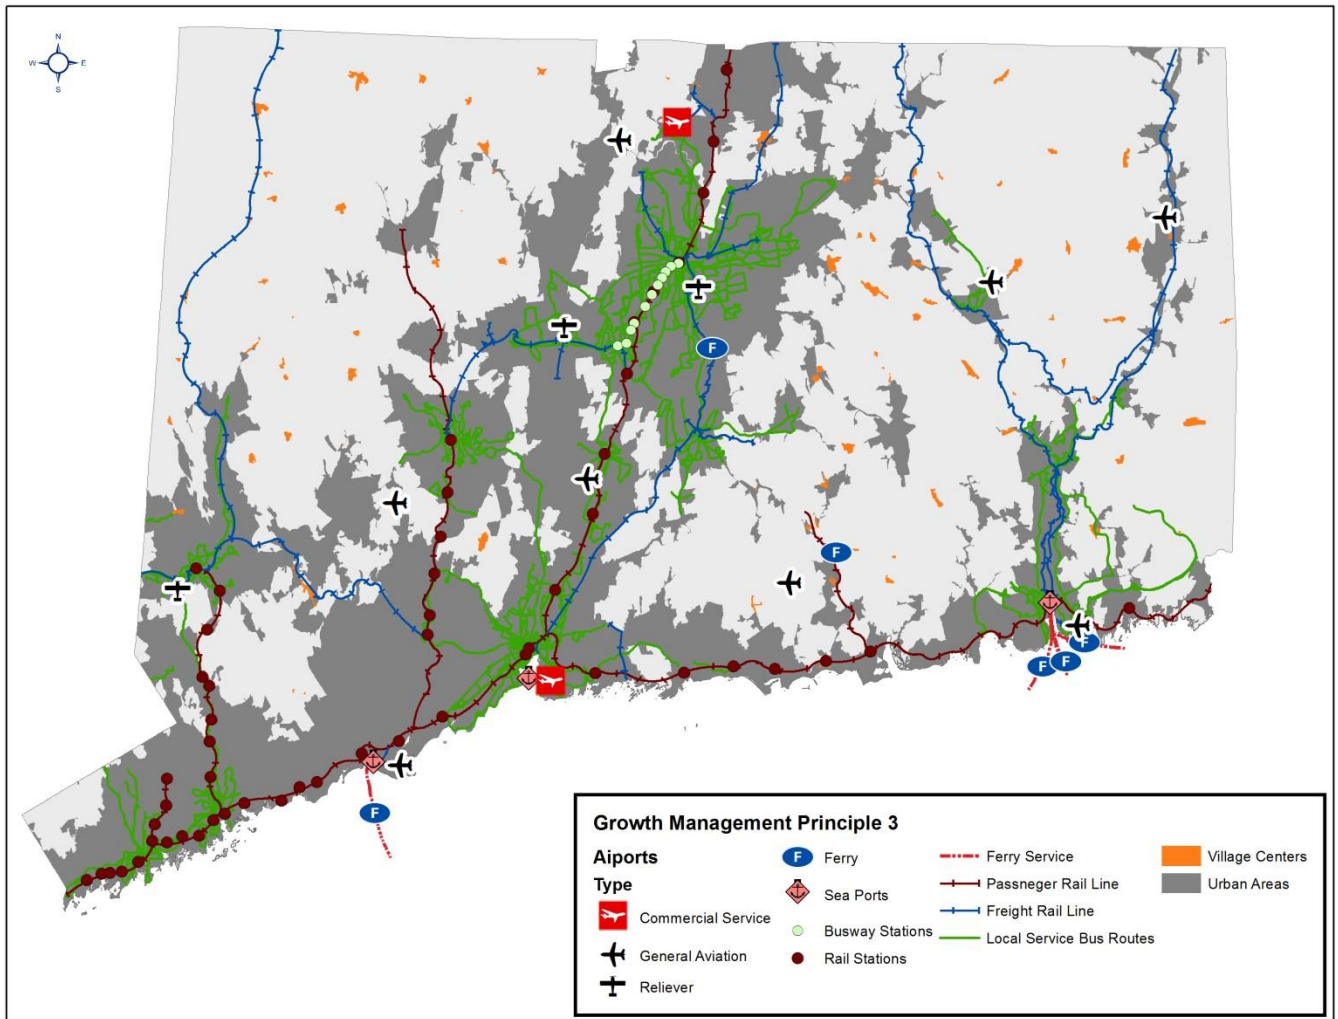 N
W E
S
F
F
F
F
F
F
Growth Management Principle 3
Aiports
Type
Commercial Service
General Aviation
Reliever
F Ferry
Sea Ports
Busway Stations
Rail Stations
Ferry Service
Passneger Rail Line
Freight Rail Line
Local Service Bus Routes
Village Centers
Urban Areas